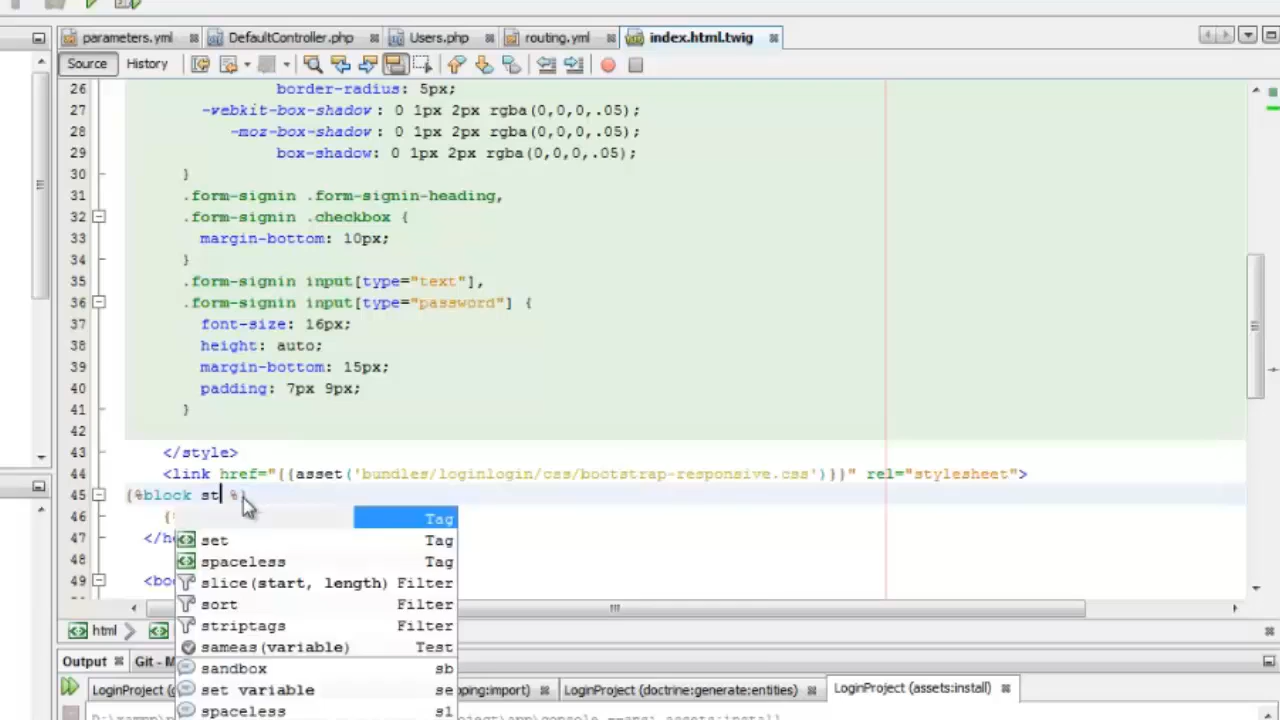 parameters.yml DefaultController.php Users.php routing.yml index.html.twig
Source History
26 border-radius: 5px;
27 -webkit-box-shadow: 0 1px 2px rgba(0,0,0,.05);
28 -moz-box-shadow: 0 1px 2px rgba(0,0,0,.05);
29 box-shadow: 0 1px 2px rgba(0,0,0,.05);
30 }
31 .form-signin .form-signin-heading,
32 .form-signin .checkbox {
33 margin-bottom: 10px;
34 }
35 .form-signin input[type="text"],
36 .form-signin input[type="password"] {
37 font-size: 16px;
38 height: auto;
39 margin-bottom: 15px;
40 padding: 7px 9px;
41 }
42
43 </style>
44 <link href="{{asset('bundles/loginlogin/css/bootstrap-responsive.css')}}" rel="stylesheet">
45 {%block st %}
Tag
46 {
set Tag
47 </he
spaceless Tag
48
slice(start, length) Filter
49 <bo
sort Filter
striptags Filter
html
sameas(variable) Test
Output Git - M
sandbox sb
LoginProject ( set variable se ping:import) LoginProject (doctrine:generate:entities) LoginProject (assets:install)
spaceless sl